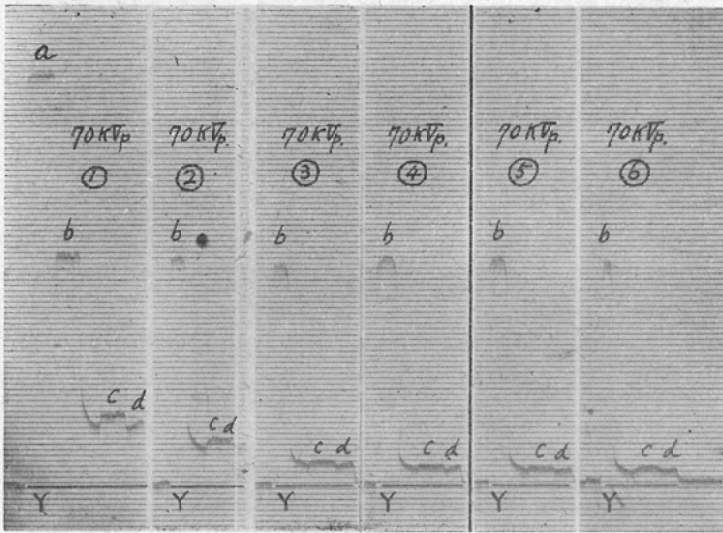 a
70KVp 70KVp. 70KVp. 70KVp. 70KVp. 70KVp.
① ② ③ ④ ⑤ ⑥
b b b b b b
c d c d c d c d c d c d
Y Y Y Y Y Y